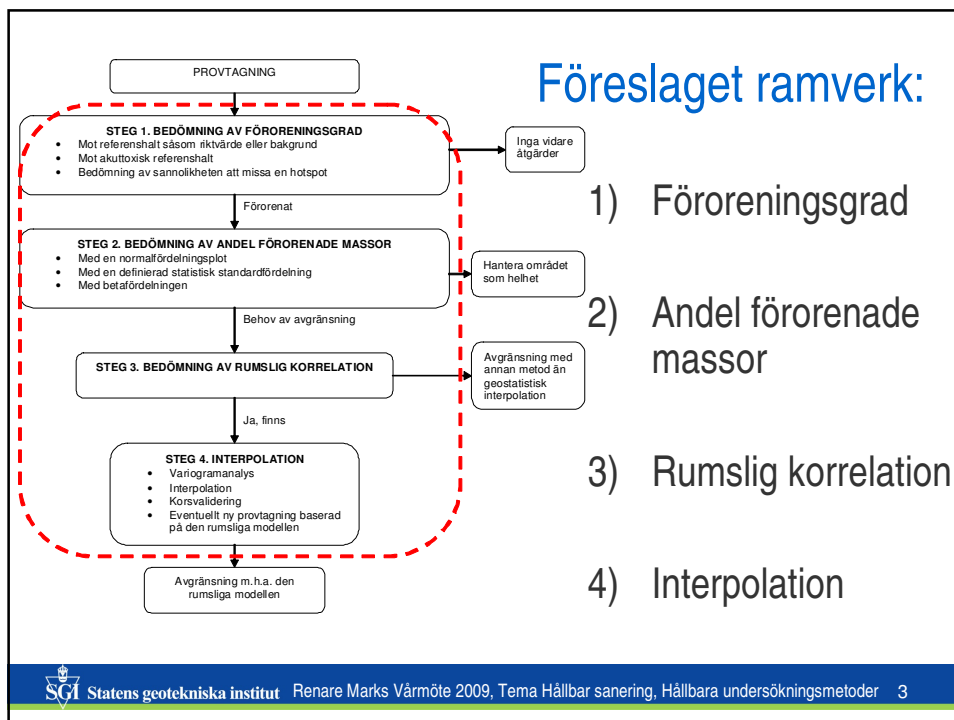 Föreslaget ramverk:
PROVTAGNING
STEG 1. BEDÖMNING AV FÖRORENINGSGRAD
• Mot referenshalt såsom riktvärde eller bakgrund
• Mot akuttoxisk referenshalt
• Bedömning av sannolikheten att missa en hotspot
Inga vidare
åtgärder
Förorenat
STEG 2. BEDÖMNING AV ANDEL FÖRORENADE MASSOR
• Med en normalfördelningsplot
• Med en definierad statistisk standardfördelning
• Med betafördelningen
Hantera området
som helhet
Behov av avgränsning
STEG 3. BEDÖMNING AV RUMSLIG KORRELATION
Avgränsning med
annan metod än
geostatistisk
interpolation
Ja, finns
STEG 4. INTERPOLATION
• Variogramanalys
• Interpolation
• Korsvalidering
• Eventuellt ny provtagning baserad
på den rumsliga modellen
Avgränsning m.h.a. den
rumsliga modellen
1) Föroreningsgrad
2) Andel förorenade
massor
3) Rumslig korrelation
4) Interpolation
SGI Statens geotekniska institut Renare Marks Vårmöte 2009, Tema Hållbar sanering, Hållbara undersökningsmetoder 3